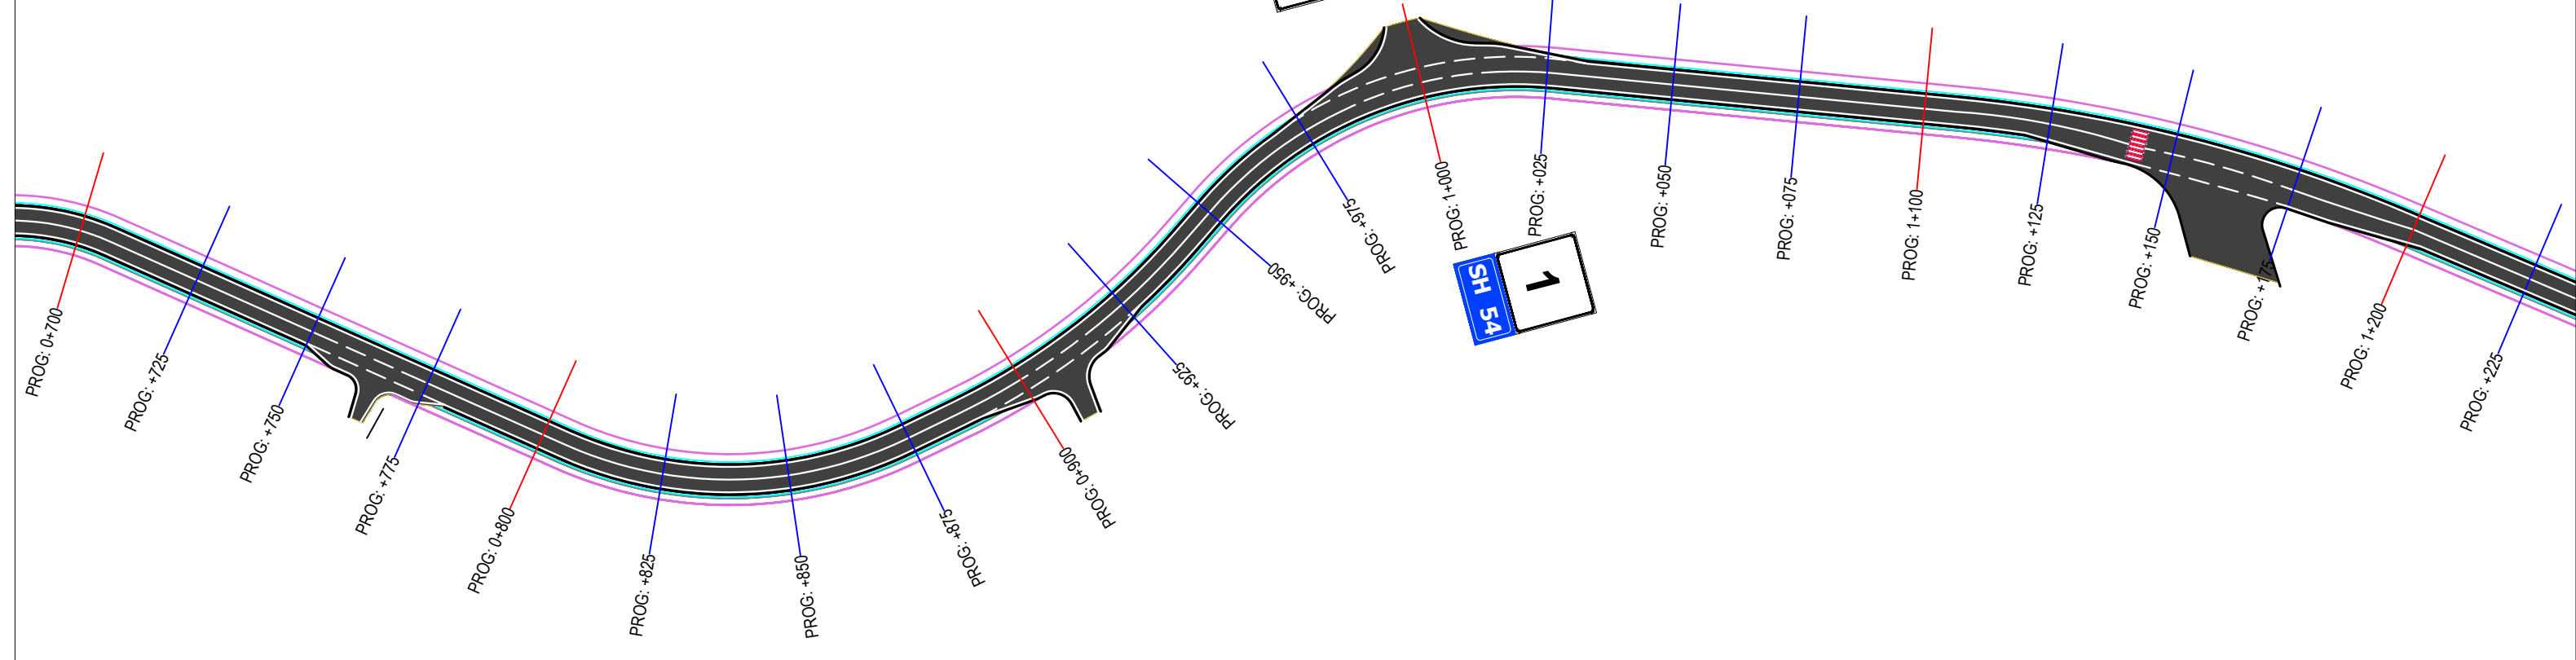 PROG: 0+700
PROG: +725
PROG: +750
PROG: +775
PROG: 0+800
PROG: +825
PROG: +850
PROG: +875
PROG: 0+900
PROG: +925
PROG: +950
PROG: +975
PROG: 1+000
PROG: +025
PROG: +050
PROG: +075
PROG: 1+100
PROG: +125
PROG: +150
PROG: +175
PROG: 1+200
PROG: +225
SH 54
1